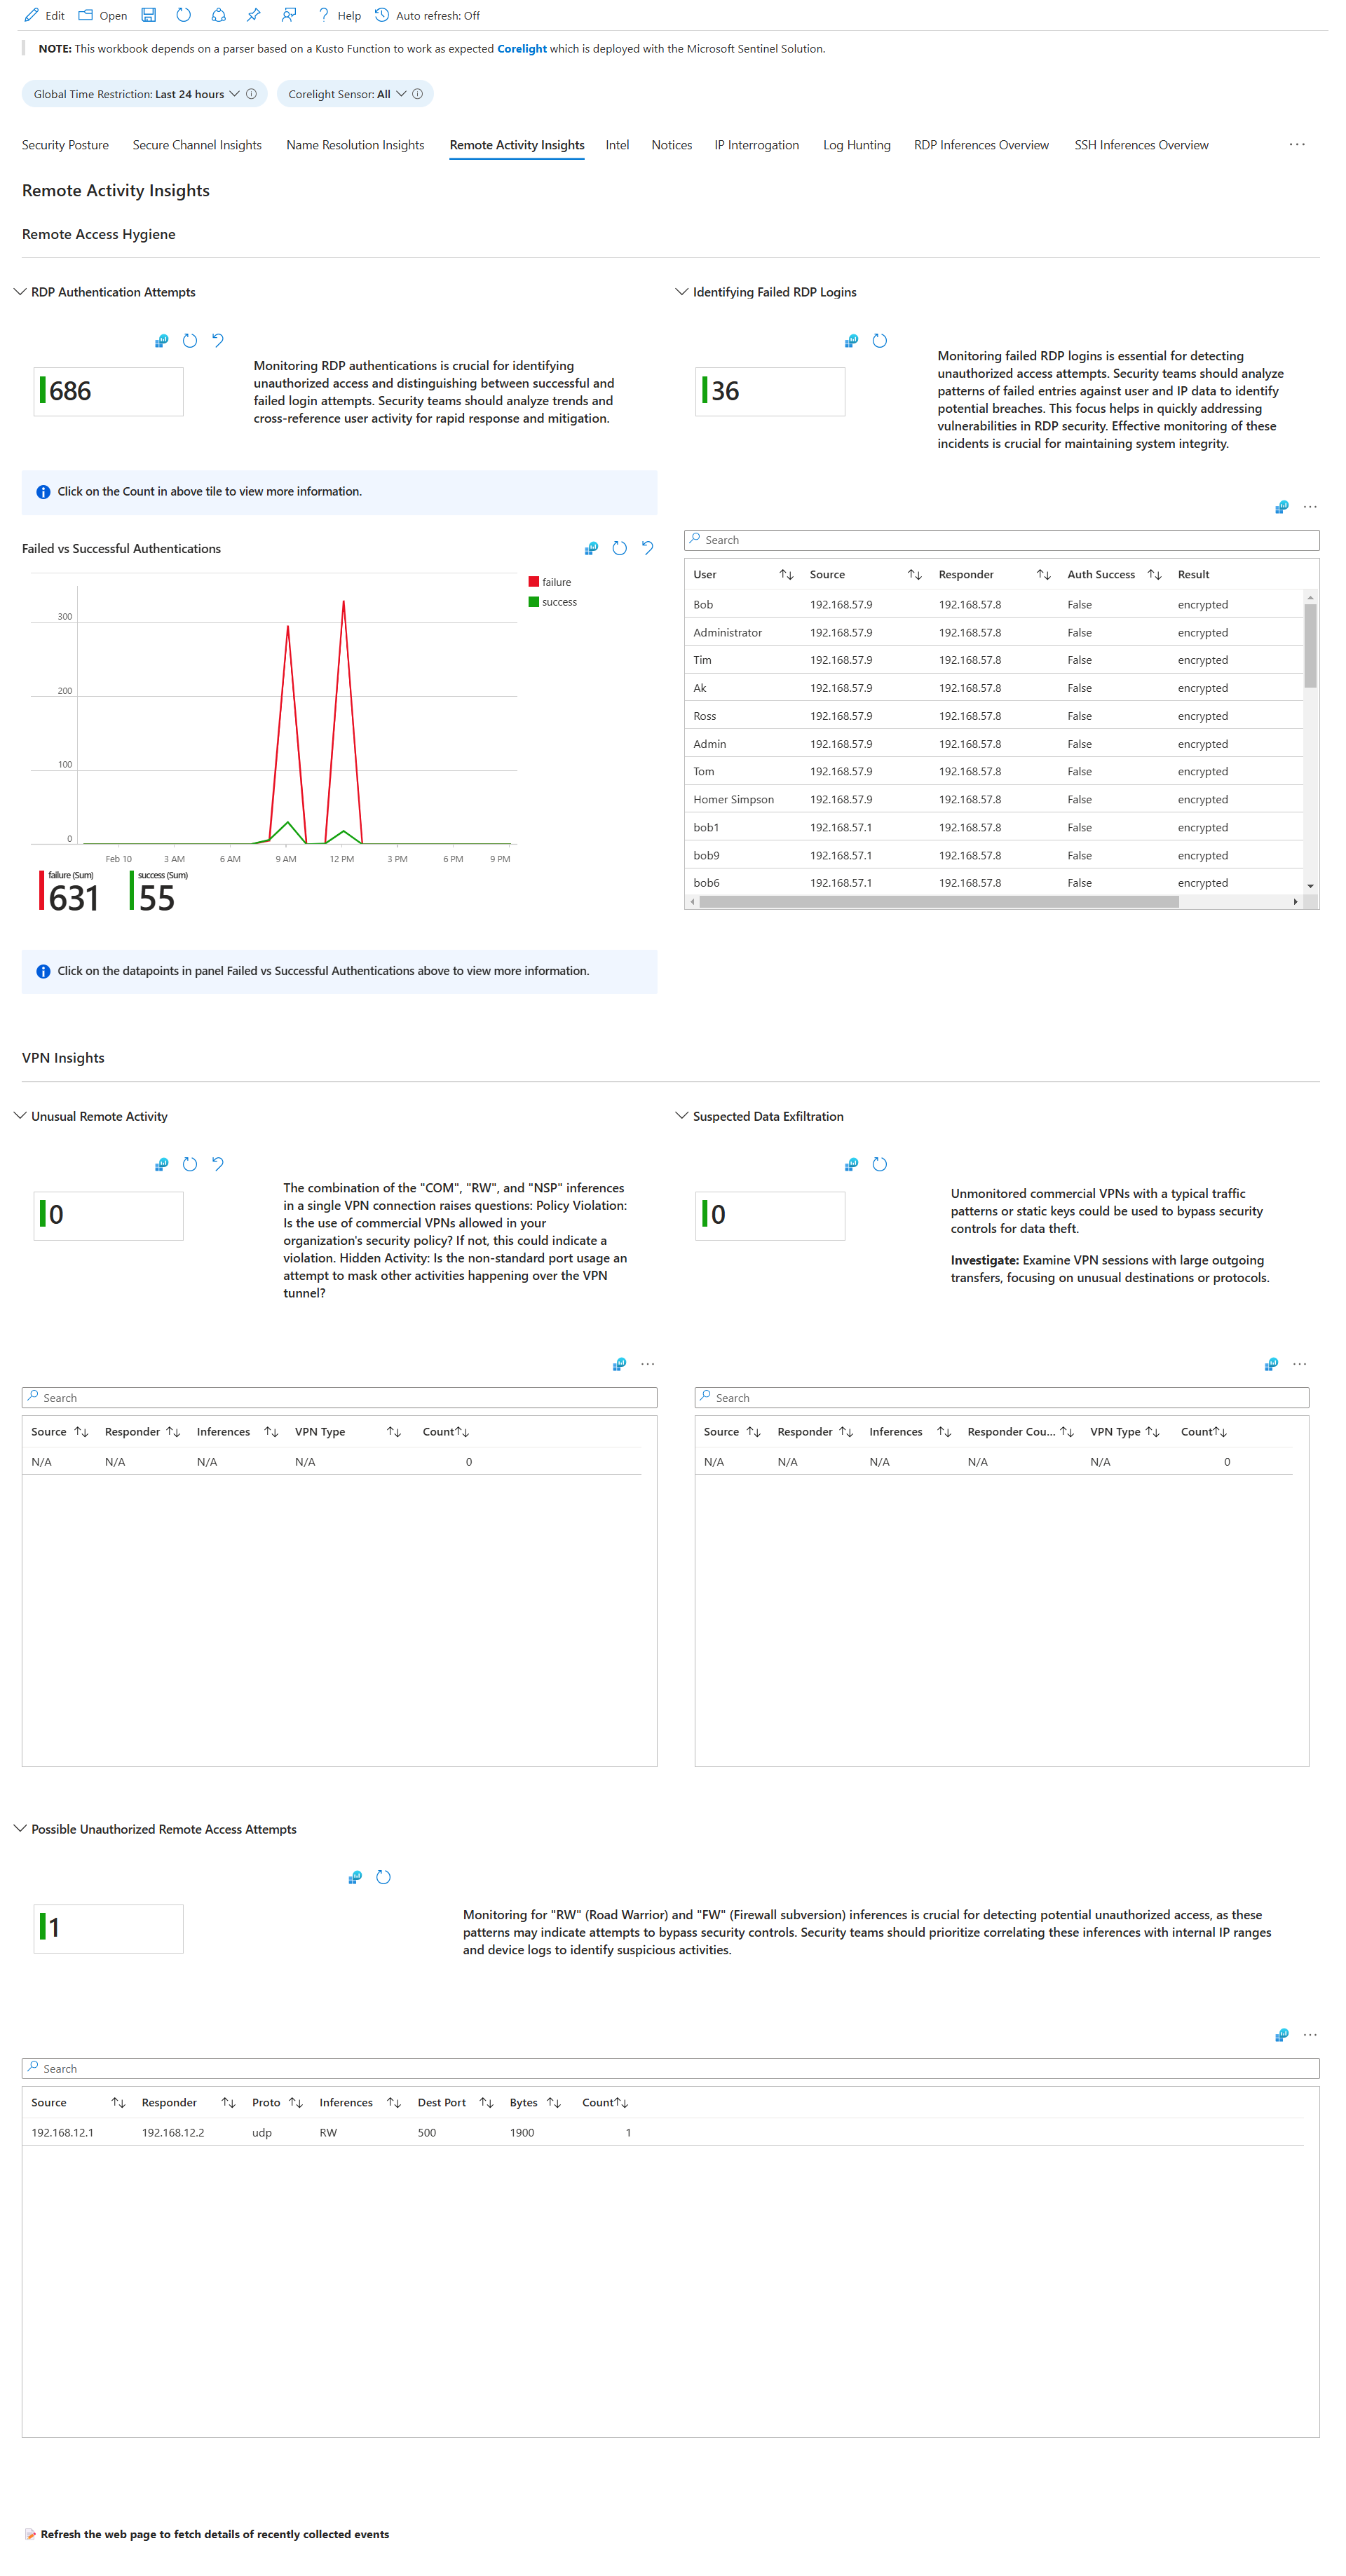 Edit Open Help Auto refresh: Off
NOTE: This workbook depends on a parser based on a Kusto Function to work as expected Corelight which is deployed with the Microsoft Sentinel Solution.
Global Time Restriction: Last 24 hours Corelight Sensor: All
Security Posture Secure Channel Insights Name Resolution Insights Remote Activity Insights Intel Notices IP Interrogation Log Hunting RDP Inferences Overview SSH Inferences Overview
Remote Activity Insights
Remote Access Hygiene
RDP Authentication Attempts
686
Monitoring RDP authentications is crucial for identifying
unauthorized access and distinguishing between successful and
failed login attempts. Security teams should analyze trends and
cross-reference user activity for rapid response and mitigation.
Click on the Count in above tile to view more information.
Failed vs Successful Authentications
failure
success
300
200
100
0
Feb 10 3 AM 6 AM 9 AM 12 PM 3 PM 6 PM 9 PM
failure (Sum) success (Sum)
631 55
Click on the datapoints in panel Failed vs Successful Authentications above to view more information.
Identifying Failed RDP Logins
36
Monitoring failed RDP logins is essential for detecting
unauthorized access attempts. Security teams should analyze
patterns of failed entries against user and IP data to identify
potential breaches. This focus helps in quickly addressing
vulnerabilities in RDP security. Effective monitoring of these
incidents is crucial for maintaining system integrity.
Search
User Source Responder Auth Success Result
Bob 192.168.57.9 192.168.57.8 False encrypted
Administrator 192.168.57.9 192.168.57.8 False encrypted
Tim 192.168.57.9 192.168.57.8 False encrypted
Ak 192.168.57.9 192.168.57.8 False encrypted
Ross 192.168.57.9 192.168.57.8 False encrypted
Admin 192.168.57.9 192.168.57.8 False encrypted
Tom 192.168.57.9 192.168.57.8 False encrypted
Homer Simpson 192.168.57.9 192.168.57.8 False encrypted
bob1 192.168.57.1 192.168.57.8 False encrypted
bob9 192.168.57.1 192.168.57.8 False encrypted
bob6 192.168.57.1 192.168.57.8 False encrypted
VPN Insights
Unusual Remote Activity
0
The combination of the "COM", "RW", and "NSP" inferences
in a single VPN connection raises questions: Policy Violation:
Is the use of commercial VPNs allowed in your
organization's security policy? If not, this could indicate a
violation. Hidden Activity: Is the non-standard port usage an
attempt to mask other activities happening over the VPN
tunnel?
Search
Source Responder Inferences VPN Type Count
N/A N/A N/A N/A 0
Suspected Data Exfiltration
0
Unmonitored commercial VPNs with a typical traffic
patterns or static keys could be used to bypass security
controls for data theft.
Investigate: Examine VPN sessions with large outgoing
transfers, focusing on unusual destinations or protocols.
Search
Source Responder Inferences Responder Cou... VPN Type Count
N/A N/A N/A N/A N/A 0
Possible Unauthorized Remote Access Attempts
1
Monitoring for "RW" (Road Warrior) and "FW" (Firewall subversion) inferences is crucial for detecting potential unauthorized access, as these
patterns may indicate attempts to bypass security controls. Security teams should prioritize correlating these inferences with internal IP ranges
and device logs to identify suspicious activities.
Search
Source Responder Proto Inferences Dest Port Bytes Count
192.168.12.1 192.168.12.2 udp RW 500 1900 1
Refresh the web page to fetch details of recently collected events